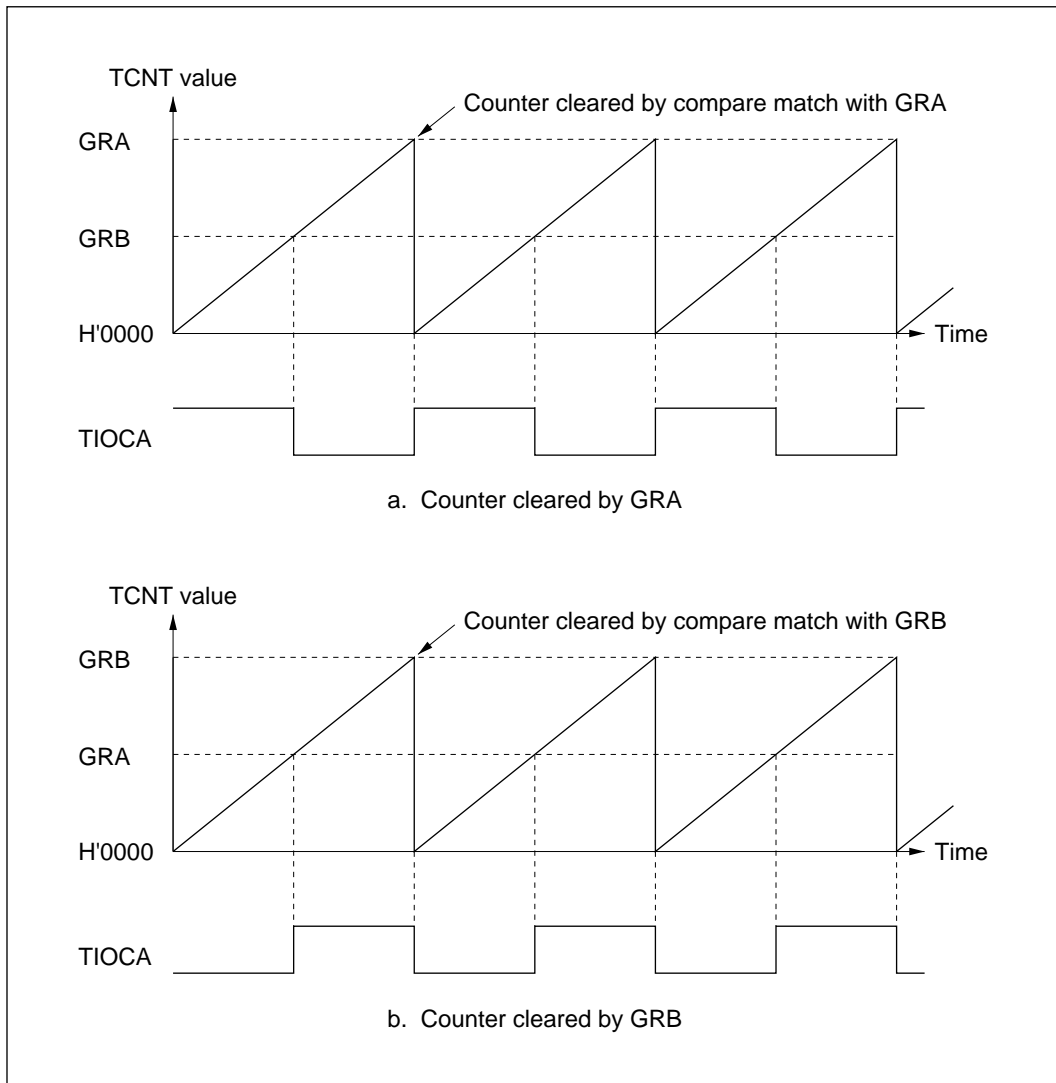 TCNT value
Counter cleared by compare match with GRA
GRA
GRB
H'0000
Time
TIOCA
a. Counter cleared by GRA
TCNT value
Counter cleared by compare match with GRB
GRB
GRA
H'0000
Time
TIOCA
b. Counter cleared by GRB